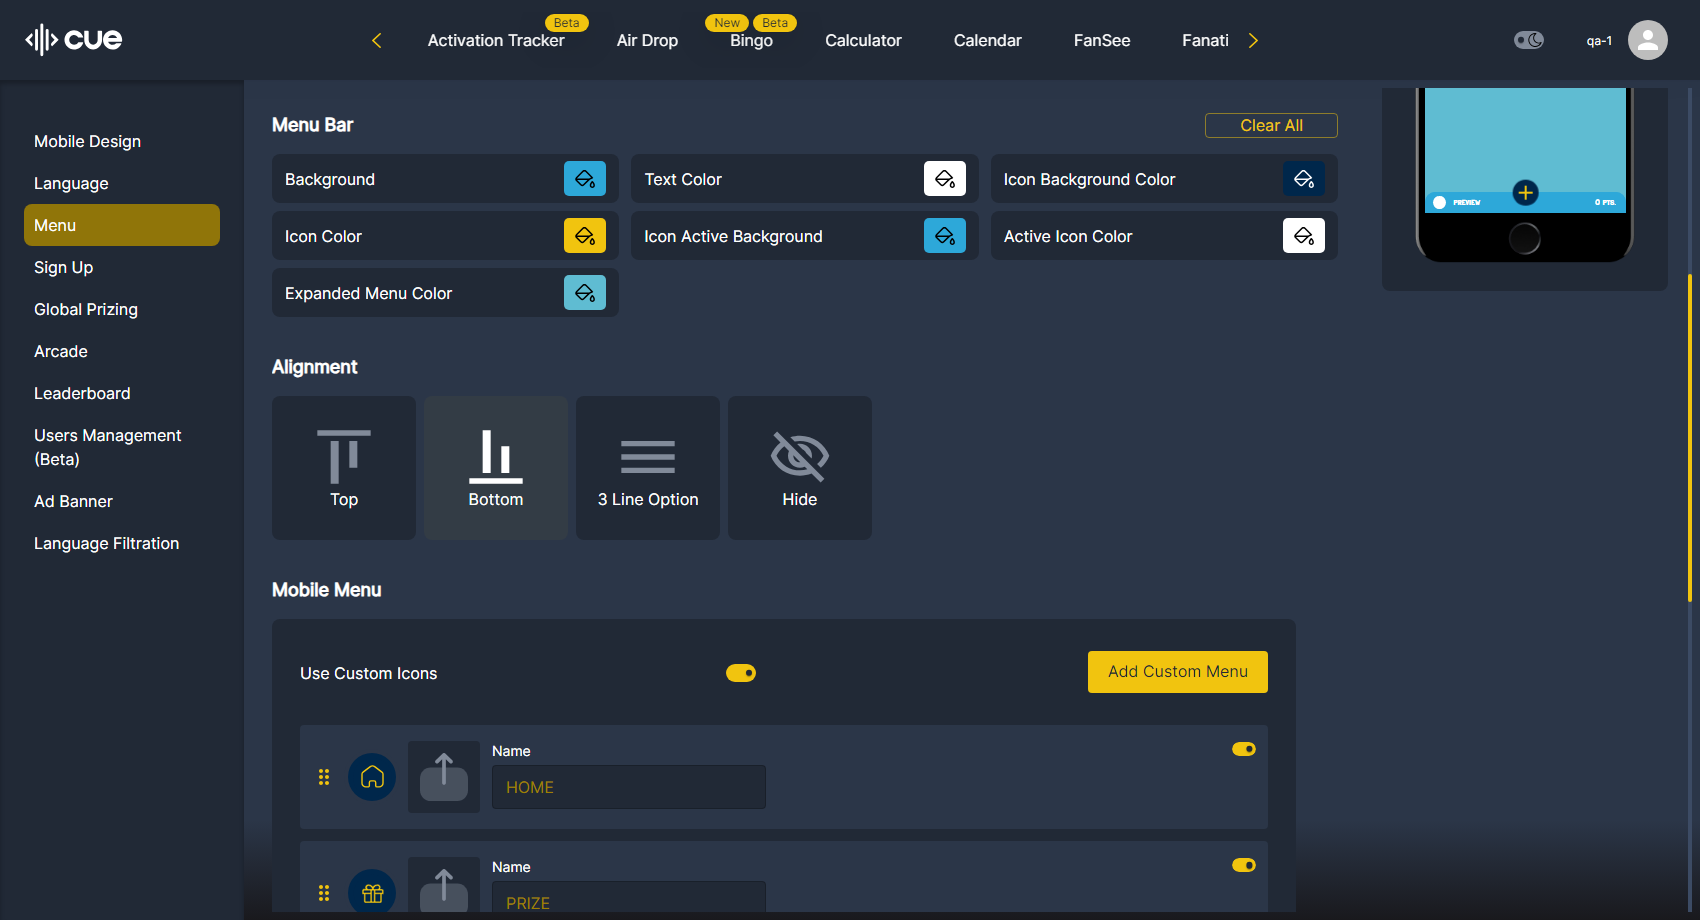 cue
Activation Tracker
Beta
Air Drop
New
Beta
Bingo
Calculator
Calendar
FanSee
Fanati
qa-1
Mobile Design
Language
Menu
Sign Up
Global Prizing
Arcade
Leaderboard
Users Management
(Beta)
Ad Banner
Language Filtration
Menu Bar
Clear All
Background
Text Color
Icon Background Color
Icon Color
Icon Active Background
Active Icon Color
Expanded Menu Color
PREVIEW
0 PTS.
Alignment
Top
Bottom
3 Line Option
Hide
Mobile Menu
Use Custom Icons
Add Custom Menu
Name
HOME
Name
PRIZE